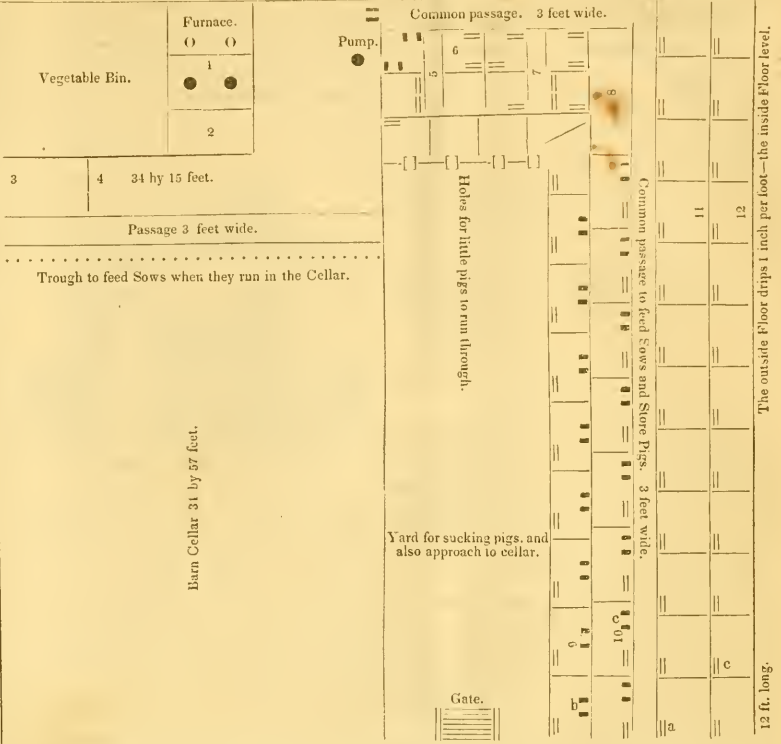 Common passage. 3 feet wide.
Furnace.
Pump.
Vegetable Bin.
1
2
5
6
7
8
3
4 34 by 15 feet.
Passage 3 feet wide.
Trough to feed Sows when they run in the Cellar.
Barn Cellar 31 by 57 feet.
Holes for little pigs to run through.
Yard for sucking pigs. and
also approach to cellar.
Gate.
9
b
10
c
Common passage to feed Sows and Store Pigs. 3 feet wide.
11
12
a
c
The outside Floor drips 1 inch per foot—the inside Floor level.
12 ft. long.